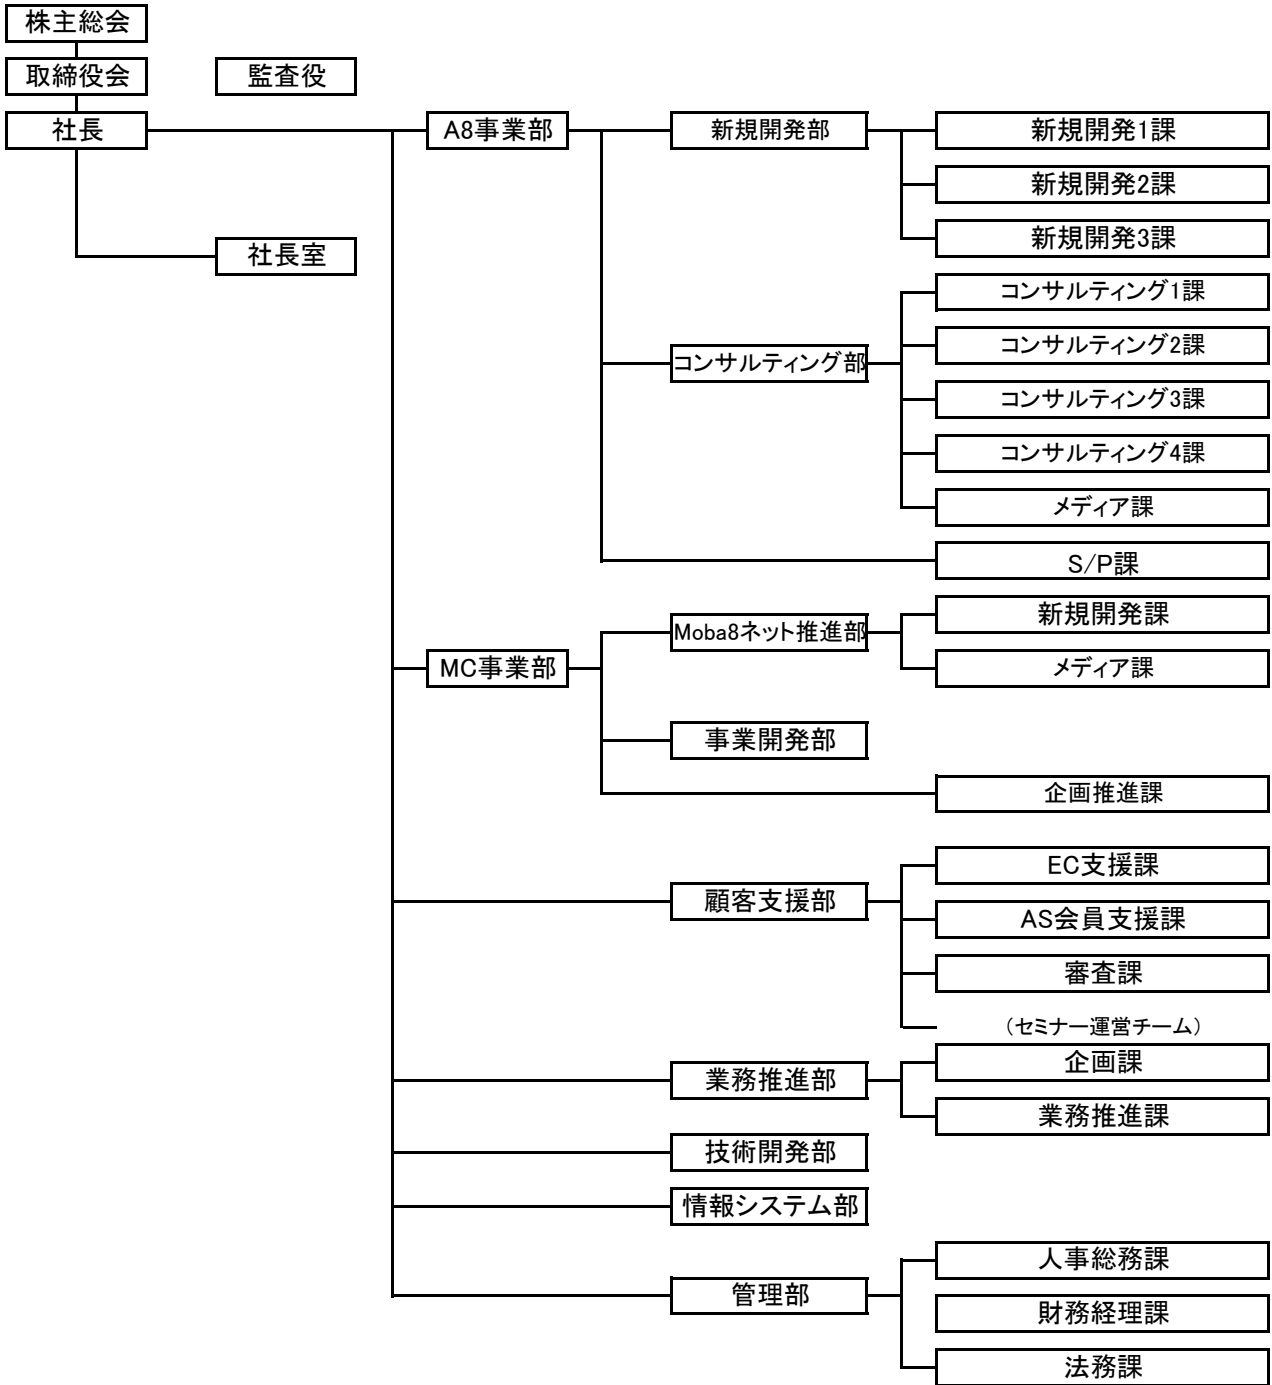 株主総会
取締役会
監査役
社長
A8事業部
新規開発部
新規開発1課
新規開発2課
新規開発3課
社長室
コンサルティング1課
コンサルティング2課
コンサルティング部
コンサルティング3課
コンサルティング4課
メディア課
S/P課
新規開発課
Moba8ネット推進部
MC事業部
メディア課
事業開発部
企画推進課
EC支援課
顧客支援部
AS会員支援課
審査課
（セミナー運営チーム）
企画課
業務推進部
業務推進課
技術開発部
情報システム部
人事総務課
管理部
財務経理課
法務課